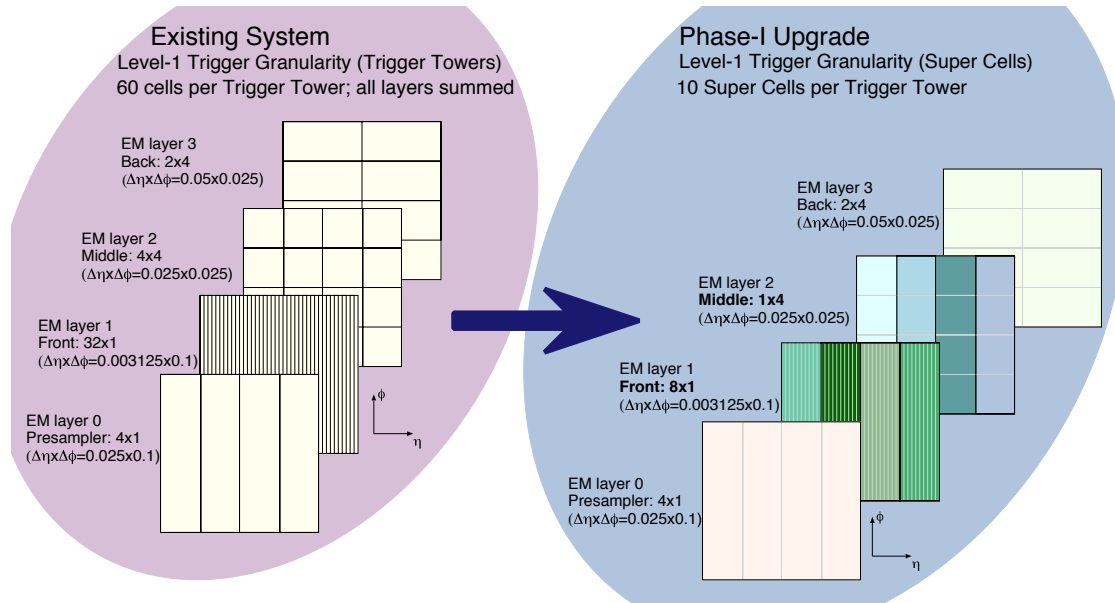 Existing System
Level-1 Trigger Granularity (Trigger Towers)
60 cells per Trigger Tower; all layers summed
EM layer 3
Back: 2x4
(ΔηxΔϕ=0.05x0.025)
EM layer 2
Middle: 4x4
(ΔηxΔϕ=0.025x0.025)
EM layer 1
Front: 32x1
(ΔηxΔϕ=0.003125x0.1)
EM layer 0
Presampler: 4x1
(ΔηxΔϕ=0.025x0.1)
ϕ
η
Phase-I Upgrade
Level-1 Trigger Granularity (Super Cells)
10 Super Cells per Trigger Tower
EM layer 3
Back: 2x4
(ΔηxΔϕ=0.05x0.025)
EM layer 2
Middle: 1x4
(ΔηxΔϕ=0.025x0.025)
EM layer 1
Front: 8x1
(ΔηxΔϕ=0.003125x0.1)
EM layer 0
Presampler: 4x1
(ΔηxΔϕ=0.025x0.1)
ϕ
η